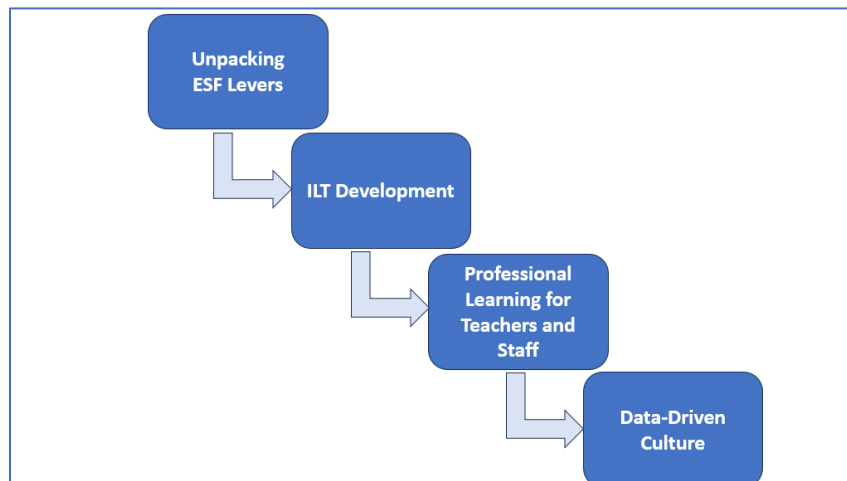 Unpacking
ESF Levers
ILT Development
Professional
Learning for
Teachers and
Staff
Data-Driven
Culture